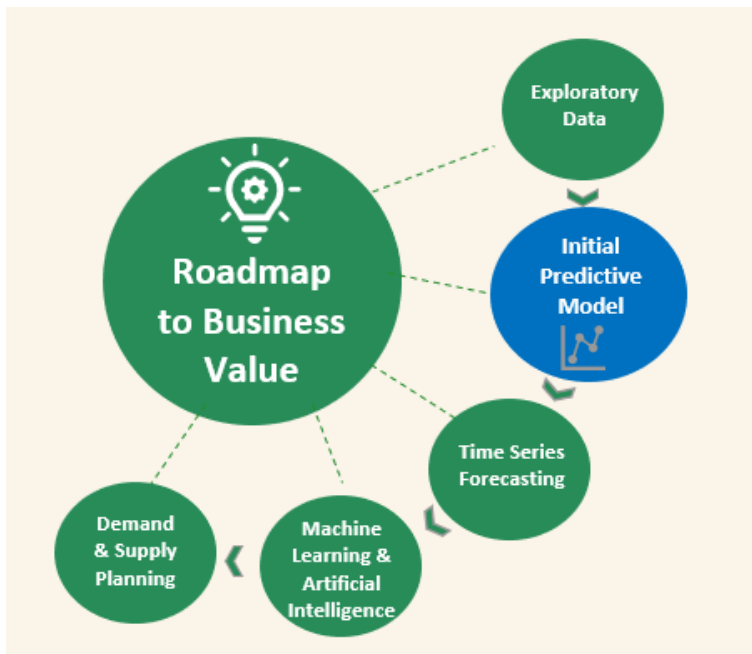 Roadmap
to Business
Value
Exploratory
Data
Initial
Predictive
Model
Time Series
Forecasting
Machine
Learning &
Artificial
Intelligence
Demand
& Supply
Planning